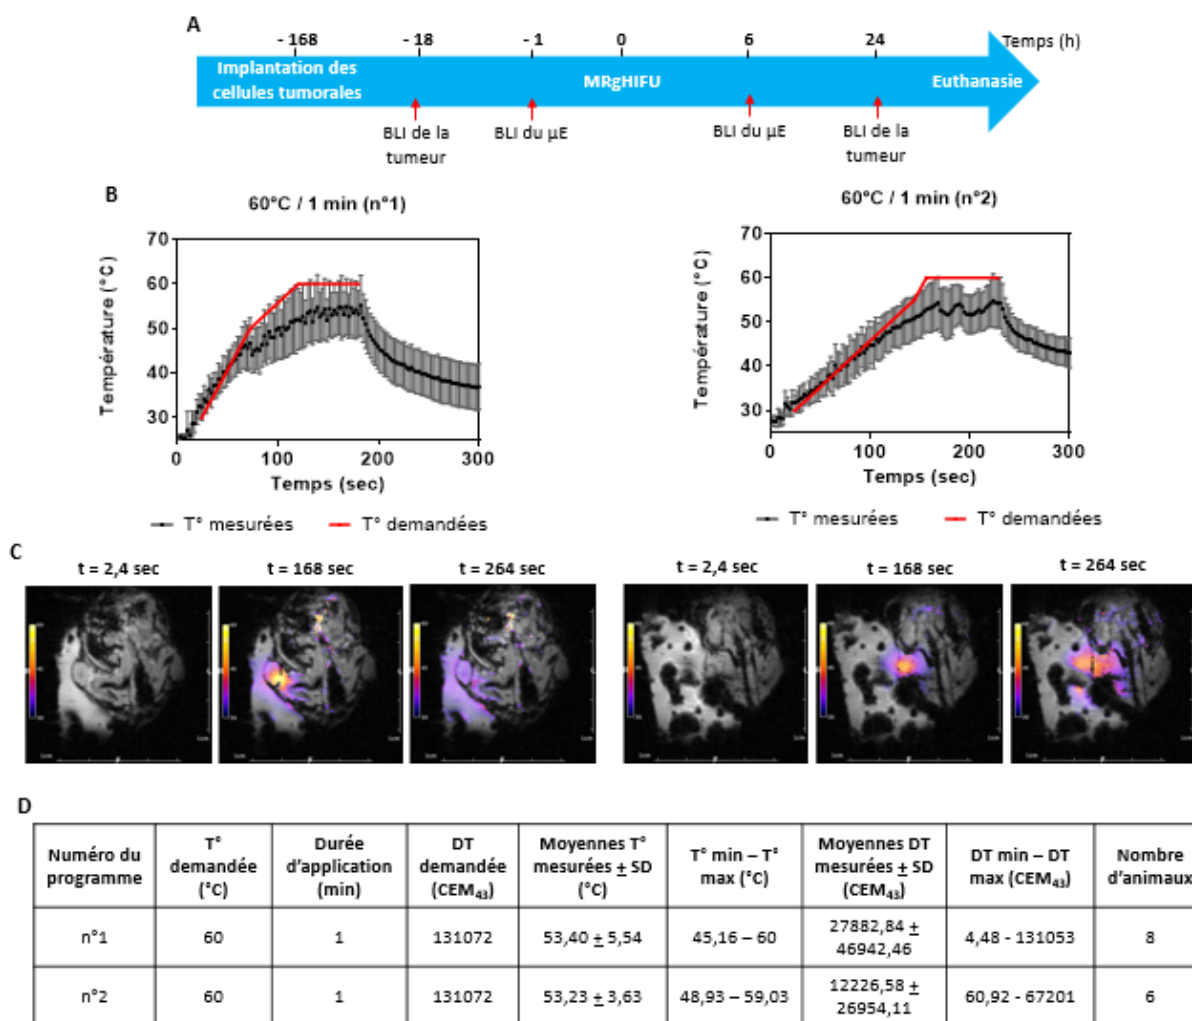 A
- 168
- 18
- 1
0
6
24
Temps (h)
Implantation des
cellules tumorales
MRgHIFU
Euthanasie
BLI de la
tumeur
BLI du µE
BLI du µE
BLI de la
tumeur
B
60°C / 1 min (n°1)
Température (°C)
70
60
50
40
30
0
100
200
300
Temps (sec)
T° mesurées
T° demandées
60°C / 1 min (n°2)
Température (°C)
70
60
50
40
30
0
100
200
300
Temps (sec)
T° mesurées
T° demandées
C
t = 2,4 sec
t = 168 sec
t = 264 sec
t = 2,4 sec
t = 168 sec
t = 264 sec
D
Numéro du programme | T° demandée (°C) | Durée d'application (min) | DT demandée (CEM43) | Moyennes T° mesurées ± SD (°C) | T° min – T° max (°C) | Moyennes DT mesurées ± SD (CEM43) | DT min – DT max (CEM43) | Nombre d'animaux
n°1 | 60 | 1 | 131072 | 53,40 ± 5,54 | 45,16 – 60 | 27882,84 ± 46942,46 | 4,48 - 131053 | 8
n°2 | 60 | 1 | 131072 | 53,23 ± 3,63 | 48,93 – 59,03 | 12226,58 ± 26954,11 | 60,92 - 67201 | 6